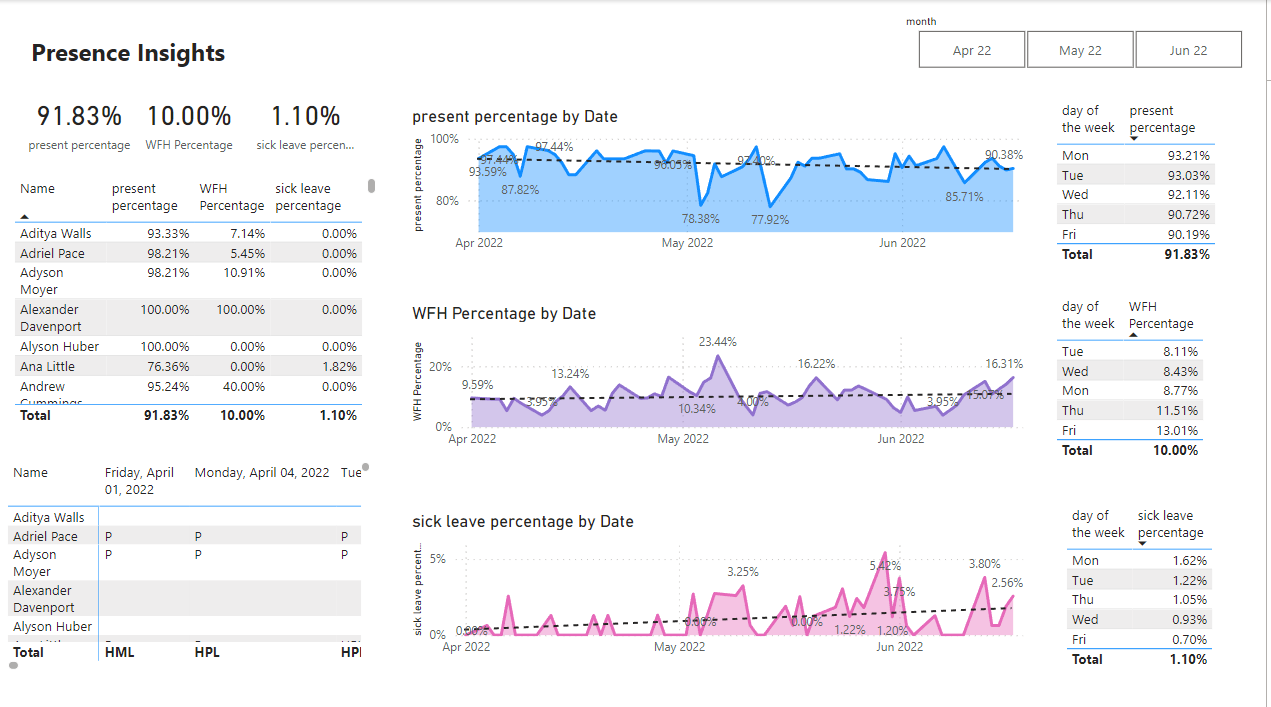 month
Presence Insights
Apr 22
May 22
Jun 22
91.83%
10.00%
1.10%
present percentage
WFH Percentage
sick leave percen...
Name
present percentage
WFH Percentage
sick leave percentage
Aditya Walls 93.33% 7.14% 0.00%
Adriel Pace 98.21% 5.45% 0.00%
Adyson Moyer 98.21% 10.91% 0.00%
Alexander Davenport 100.00% 100.00% 0.00%
Alyson Huber 100.00% 0.00% 0.00%
Ana Little 76.36% 0.00% 1.82%
Andrew Cummings 95.24% 40.00% 0.00%
Total 91.83% 10.00% 1.10%
Name
Friday, April 01, 2022
Monday, April 04, 2022
Tue
Aditya Walls
Adriel Pace P P P
Adyson Moyer P P P
Alexander Davenport
Alyson Huber
Total HML HPL
present percentage by Date
present percentage
100%
80%
97.44%
97.44%
93.59%
87.82%
96.05%
78.38%
77.92%
85.71%
90.38%
Apr 2022
May 2022
Jun 2022
WFH Percentage by Date
WFH Percentage
20%
0%
9.59%
3.95%
13.24%
10.34%
23.44%
4.00%
16.22%
3.95%
16.31%
Apr 2022
May 2022
Jun 2022
sick leave percentage by Date
sick leave percent...
5%
0%
0.00%
0.00%
3.25%
0.00%
1.22%
5.42%
3.75%
1.20%
3.80%
2.56%
Apr 2022
May 2022
Jun 2022
day of the week
present percentage
Mon 93.21%
Tue 93.03%
Wed 92.11%
Thu 90.72%
Fri 90.19%
Total 91.83%
day of the week
WFH Percentage
Tue 8.11%
Wed 8.43%
Mon 8.77%
Thu 11.51%
Fri 13.01%
Total 10.00%
day of the week
sick leave percentage
Mon 1.62%
Tue 1.22%
Thu 1.05%
Wed 0.93%
Fri 0.70%
Total 1.10%